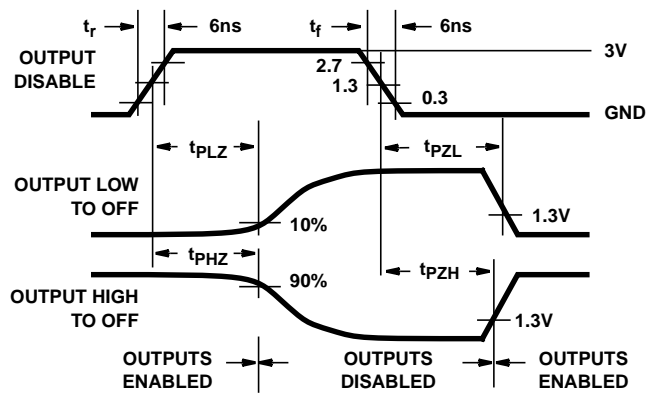 tr
6ns
tf
6ns
OUTPUT
DISABLE
3V
2.7
1.3
0.3
GND
tPLZ
tPZL
OUTPUT LOW
TO OFF
10%
1.3V
tPHZ
90%
tPZH
OUTPUT HIGH
TO OFF
1.3V
OUTPUTS
ENABLED
OUTPUTS
DISABLED
OUTPUTS
ENABLED